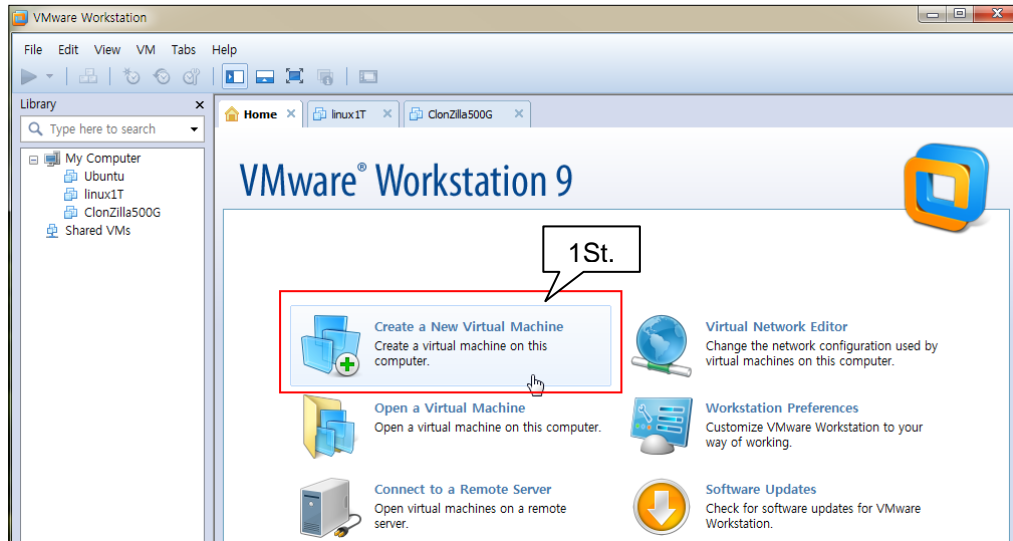 VMware Workstation
File Edit View VM Tabs Help
Library
Type here to search
My Computer
Ubuntu
linux1T
ClonZilla500G
Shared VMs
Home linux1T ClonZilla500G
VMware® Workstation 9
1St.
Create a New Virtual Machine
Create a virtual machine on this
computer.
Virtual Network Editor
Change the network configuration used by
virtual machines on this computer.
Open a Virtual Machine
Open a virtual machine on this computer.
Workstation Preferences
Customize VMware Workstation to your
way of working.
Connect to a Remote Server
Open virtual machines on a remote
server.
Software Updates
Check for software updates for VMware
Workstation.